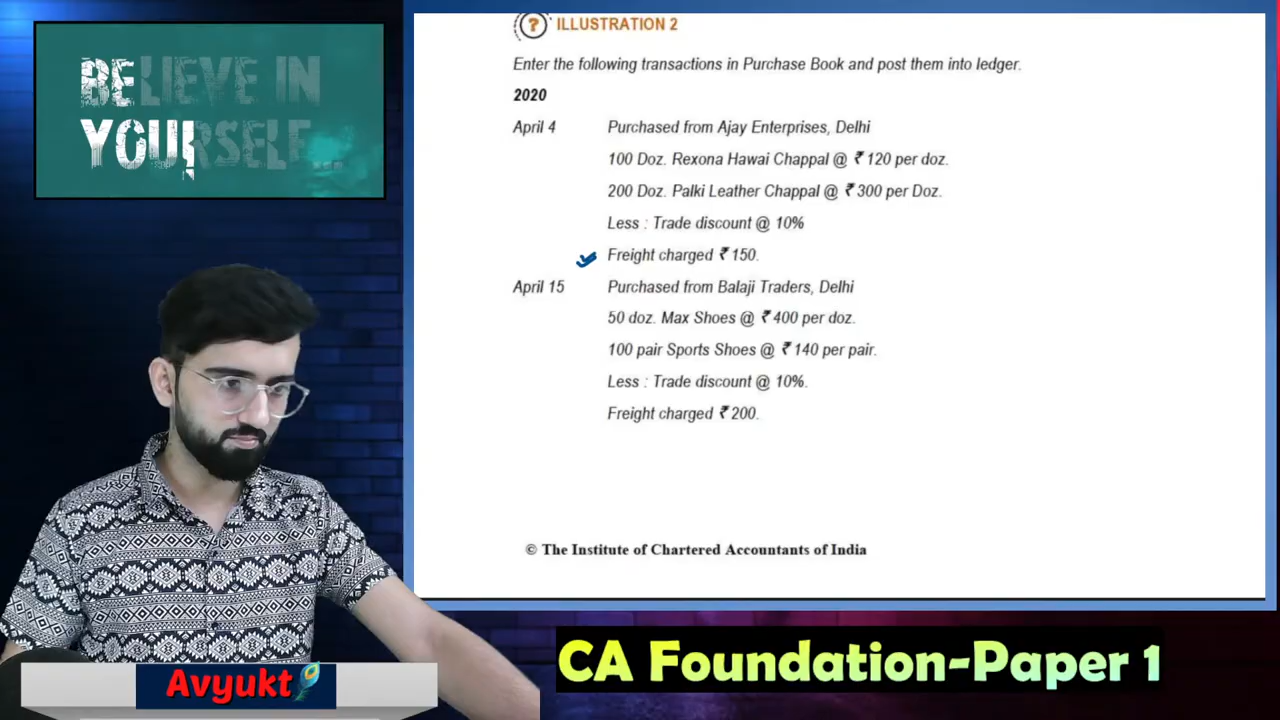 BELIEVE IN
YOURSELF...
? ILLUSTRATION 2
Enter the following transactions in Purchase Book and post them into ledger.
2020
April 4 Purchased from Ajay Enterprises, Delhi
100 Doz. Rexona Hawai Chappal @ ₹ 120 per doz.
200 Doz. Palki Leather Chappal @ ₹ 300 per Doz.
Less : Trade discount @ 10%
Freight charged ₹ 150.
April 15 Purchased from Balaji Traders, Delhi
50 doz. Max Shoes @ ₹ 400 per doz.
100 pair Sports Shoes @ ₹ 140 per pair.
Less : Trade discount @ 10%.
Freight charged ₹ 200.
© The Institute of Chartered Accountants of India
CA Foundation-Paper 1
Avyukt